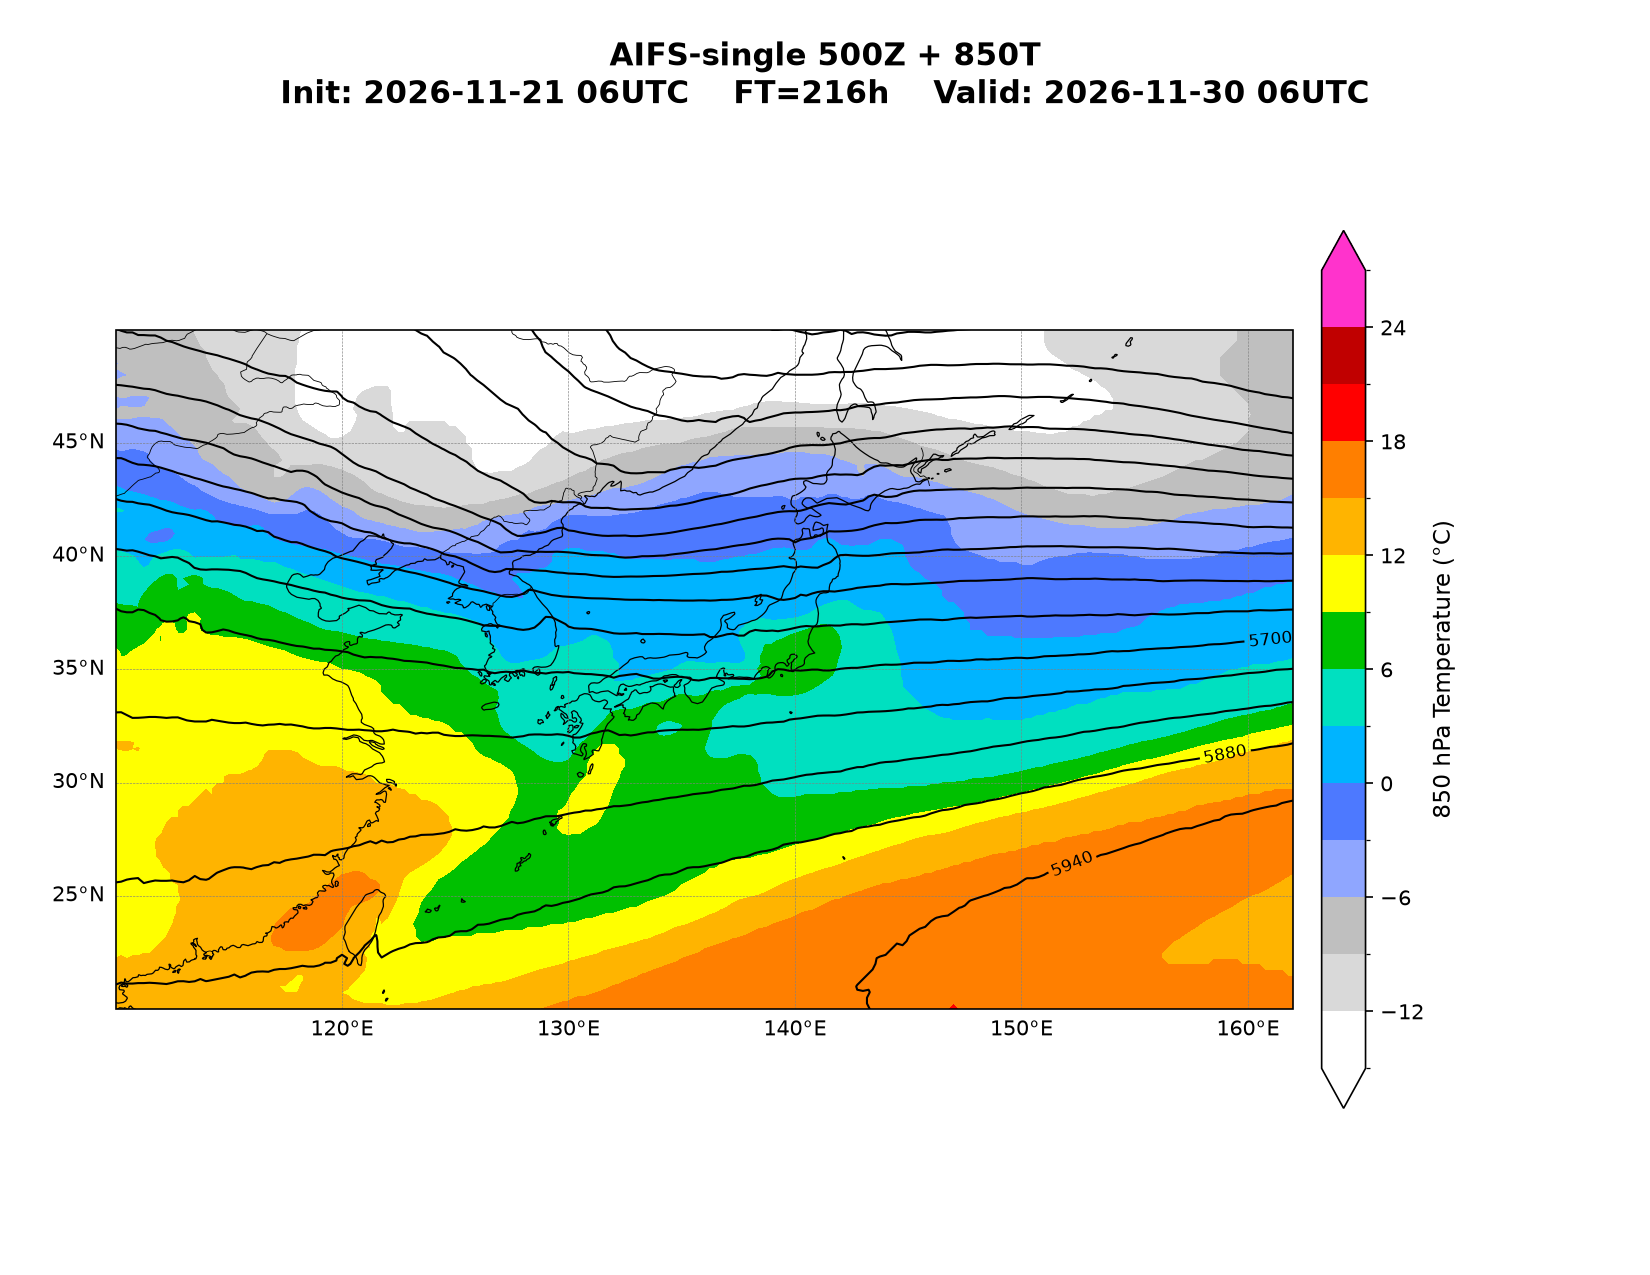 AIFS-single 500Z + 850T
Init: 2026-11-21 06UTC    FT=216h    Valid: 2026-11-30 06UTC
45°N
40°N
35°N
30°N
25°N
120°E
130°E
140°E
150°E
160°E
5700
5880
5940
24
18
12
6
0
−6
−12
850 hPa Temperature (°C)